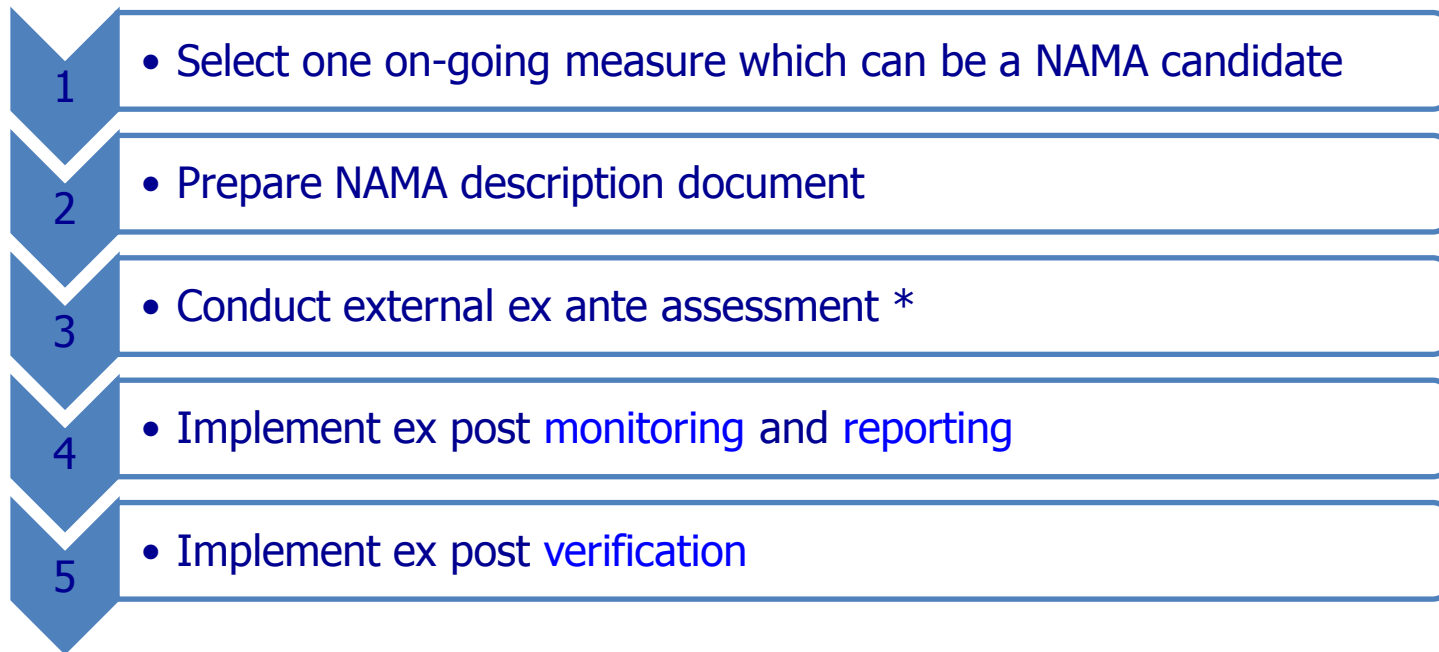 1
• Select one on-going measure which can be a NAMA candidate
2
• Prepare NAMA description document
3
• Conduct external ex ante assessment *
4
• Implement ex post monitoring and reporting
5
• Implement ex post verification